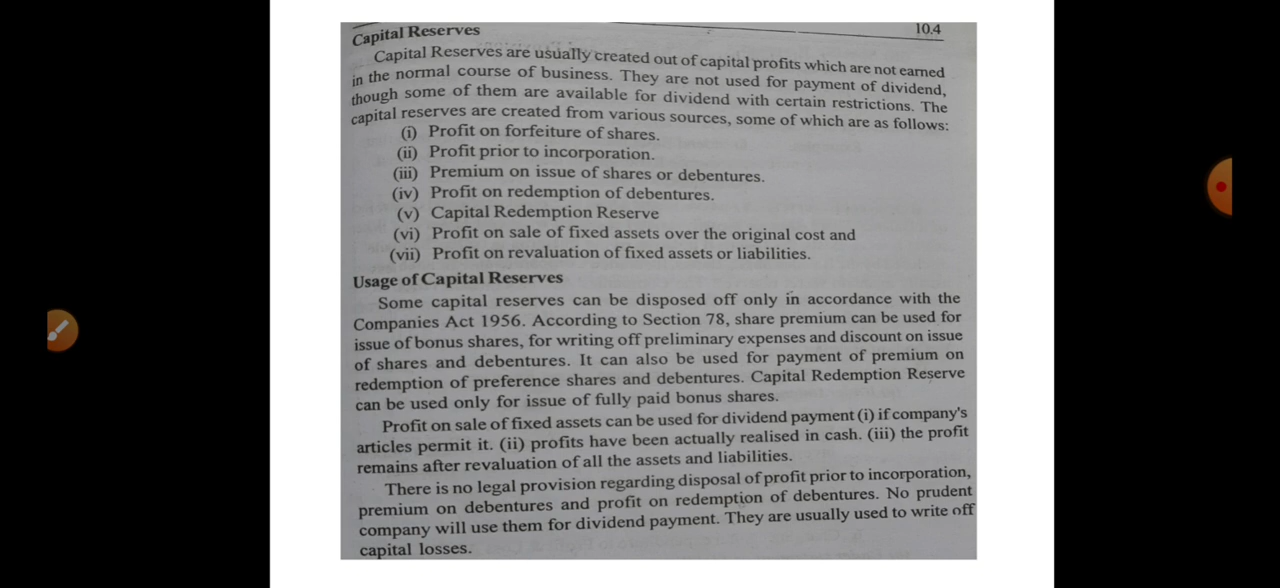 Capital Reserves 10.4
Capital Reserves are usually created out of capital profits which are not earned
in the normal course of business. They are not used for payment of dividend,
though some of them are available for dividend with certain restrictions. The
capital reserves are created from various sources, some of which are as follows:
(i) Profit on forfeiture of shares.
(ii) Profit prior to incorporation.
(iii) Premium on issue of shares or debentures.
(iv) Profit on redemption of debentures.
(v) Capital Redemption Reserve
(vi) Profit on sale of fixed assets over the original cost and
(vii) Profit on revaluation of fixed assets or liabilities.
Usage of Capital Reserves
Some capital reserves can be disposed off only in accordance with the
Companies Act 1956. According to Section 78, share premium can be used for
issue of bonus shares, for writing off preliminary expenses and discount on issue
of shares and debentures. It can also be used for payment of premium on
redemption of preference shares and debentures. Capital Redemption Reserve
can be used only for issue of fully paid bonus shares.
Profit on sale of fixed assets can be used for dividend payment (i) if company's
articles permit it. (ii) profits have been actually realised in cash. (iii) the profit
remains after revaluation of all the assets and liabilities.
There is no legal provision regarding disposal of profit prior to incorporation,
premium on debentures and profit on redemption of debentures. No prudent
company will use them for dividend payment. They are usually used to write off
capital losses.